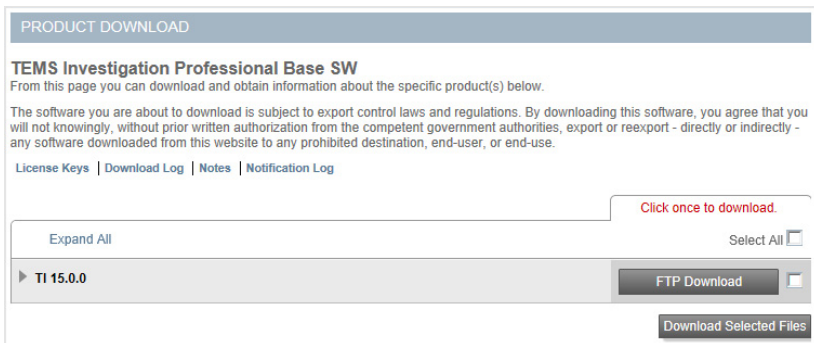 PRODUCT DOWNLOAD
TEMS Investigation Professional Base SW
From this page you can download and obtain information about the specific product(s) below.
The software you are about to download is subject to export control laws and regulations. By downloading this software, you agree that you
will not knowingly, without prior written authorization from the competent government authorities, export or reexport - directly or indirectly -
any software downloaded from this website to any prohibited destination, end-user, or end-use.
License Keys | Download Log | Notes | Notification Log
Click once to download.
Expand All Select All
TI 15.0.0 FTP Download
Download Selected Files